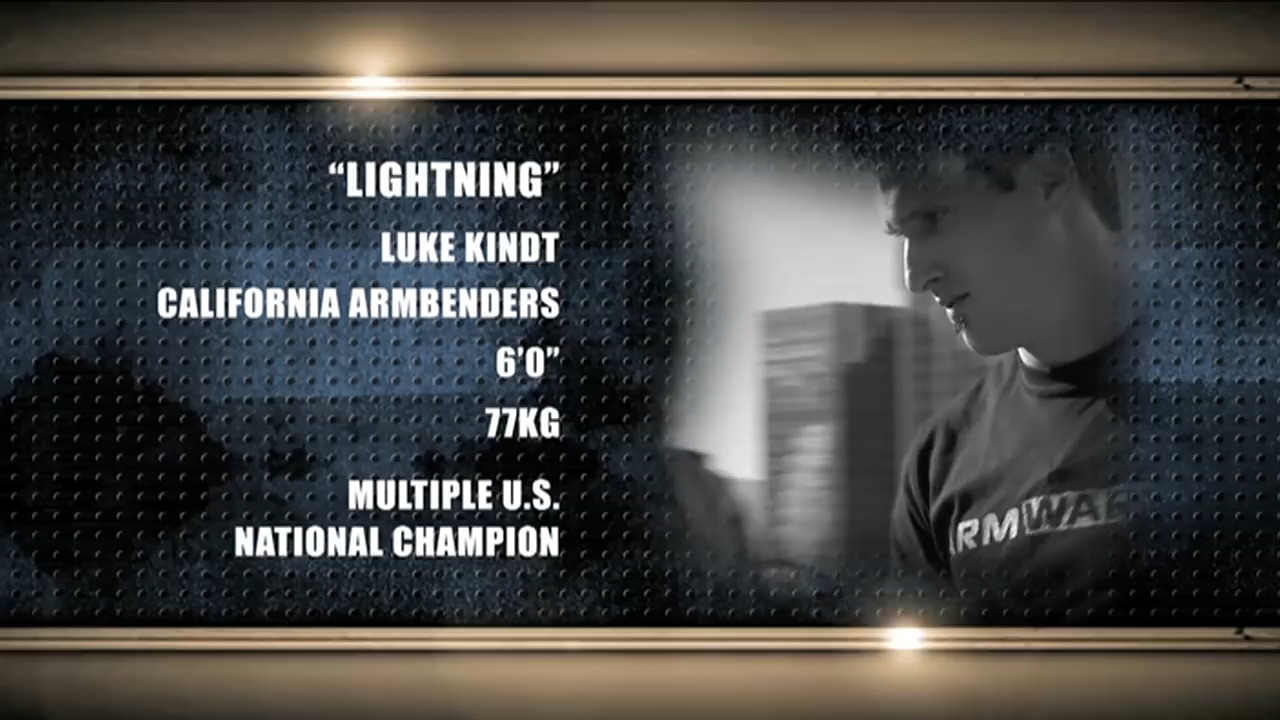 “LIGHTNING”
LUKE KINDT
CALIFORNIA ARMBENDERS
6’0”
77KG
MULTIPLE U.S.
NATIONAL CHAMPION